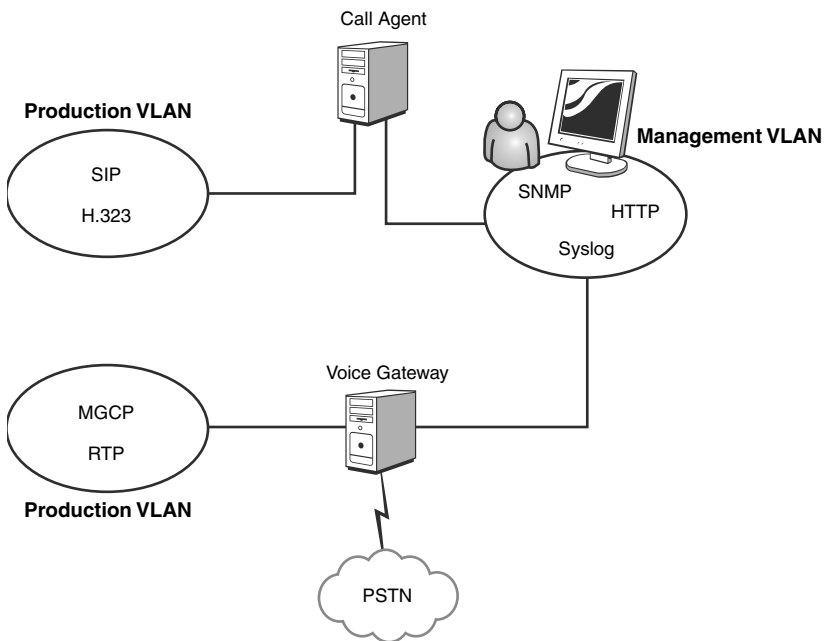 Call Agent
Production VLAN
SIP
H.323
Management VLAN
SNMP
HTTP
Syslog
Voice Gateway
MGCP
RTP
Production VLAN
PSTN